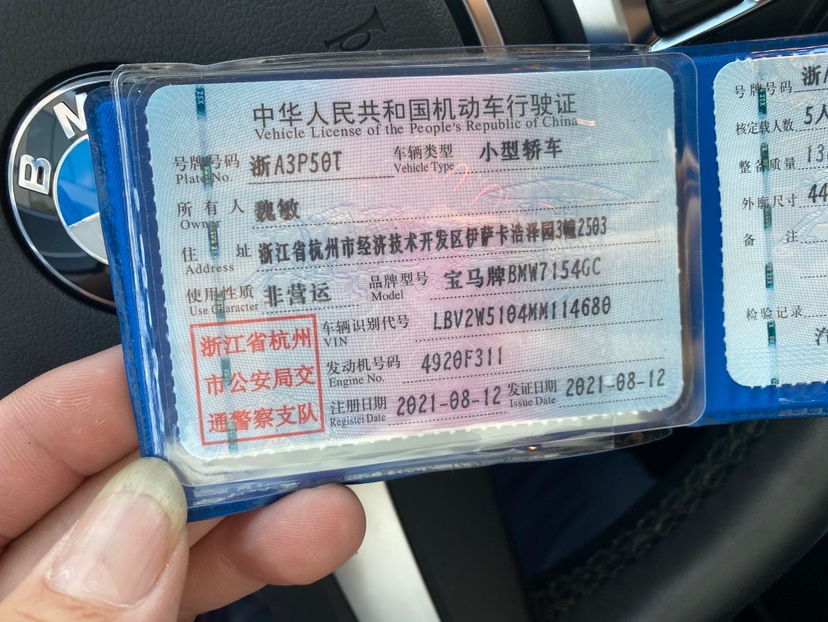 中华人民共和国机动车行驶证
Vehicle License of the People's Republic of China
号牌号码 浙A3P50T 车辆类型 小型轿车
Plate No. Vehicle Type
所有人 魏敏
Owner
住址 浙江省杭州市经济技术开发区伊萨卡洁泽园3幢2503
Address
使用性质 非营运 品牌型号 宝马牌BMW7154GC
Use Character Model
浙江省杭州
市公安局交
通警察支队
车辆识别代号 LBV2W5104MM114680
VIN
发动机号码 4920F311
Engine No.
注册日期 2021-08-12 发证日期 2021-08-12
Register Date Issue Date
号牌号码 浙
核定载人数 5人
整备质量 13
外廓尺寸 44
备注
检验记录
BM
ZSX